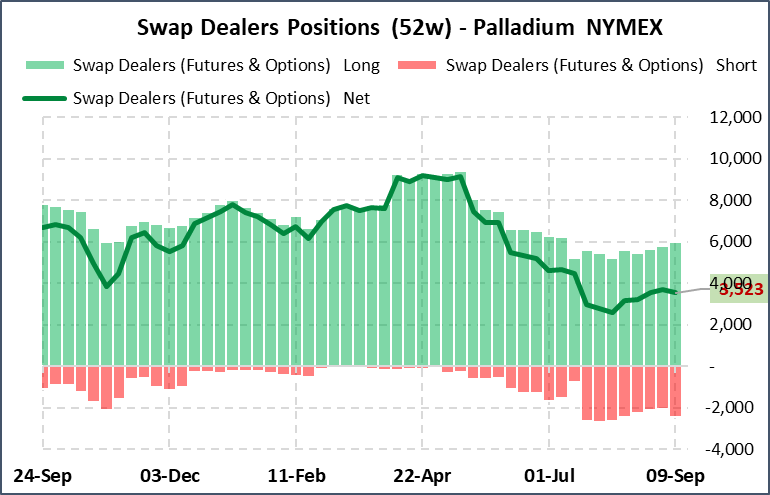 Swap Dealers Positions (52w) - Palladium NYMEX
Swap Dealers (Futures & Options) Long
Swap Dealers (Futures & Options) Short
Swap Dealers (Futures & Options) Net
12,000
10,000
8,000
6,000
4,000
3,523
2,000
-
-2,000
-4,000
24-Sep 03-Dec 11-Feb 22-Apr 01-Jul 09-Sep